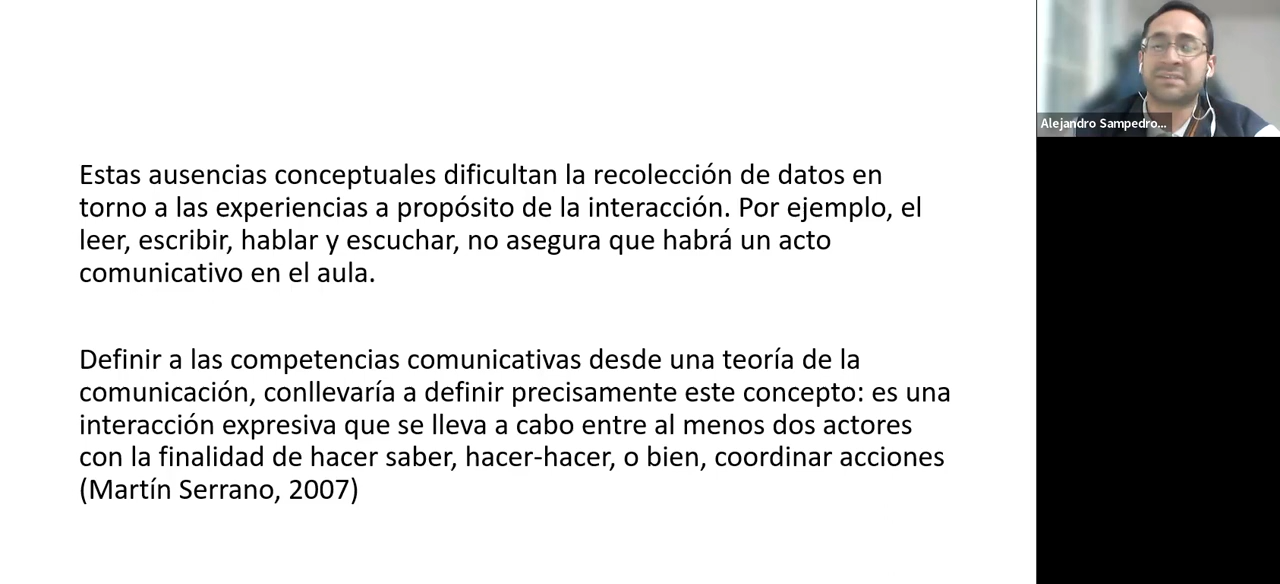 Estas ausencias conceptuales dificultan la recolección de datos en
torno a las experiencias a propósito de la interacción. Por ejemplo, el
leer, escribir, hablar y escuchar, no asegura que habrá un acto
comunicativo en el aula.
Definir a las competencias comunicativas desde una teoría de la
comunicación, conllevaría a definir precisamente este concepto: es una
interacción expresiva que se lleva a cabo entre al menos dos actores
con la finalidad de hacer saber, hacer-hacer, o bien, coordinar acciones
(Martín Serrano, 2007)
Alejandro Sampedro...